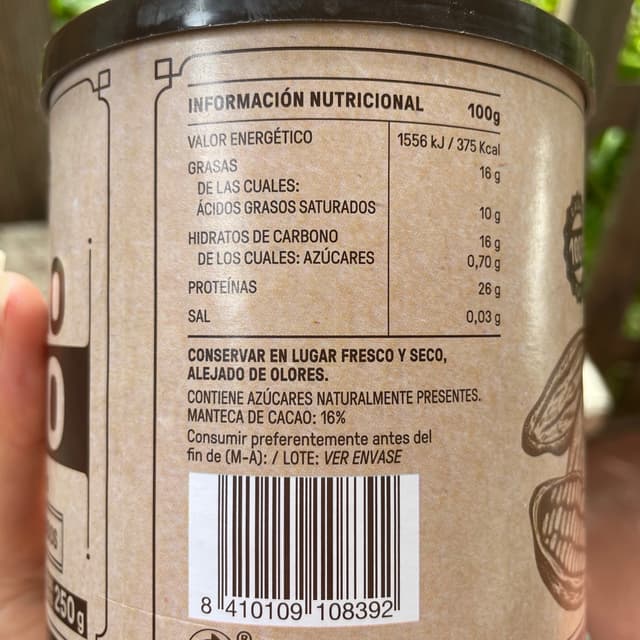 INFORMACIÓN NUTRICIONAL 100g
VALOR ENERGÉTICO 1556 kJ / 375 Kcal
GRASAS 16 g
DE LAS CUALES:
ÁCIDOS GRASOS SATURADOS 10 g
HIDRATOS DE CARBONO 16 g
DE LOS CUALES: AZÚCARES 0,70 g
PROTEÍNAS 26 g
SAL 0,03 g
CONSERVAR EN LUGAR FRESCO Y SECO,
ALEJADO DE OLORES.
CONTIENE AZÚCARES NATURALMENTE PRESENTES.
MANTECA DE CACAO: 16%
Consumir preferentemente antes del
fin de (M-A): / LOTE: VER ENVASE
8 410109 108392
250 g